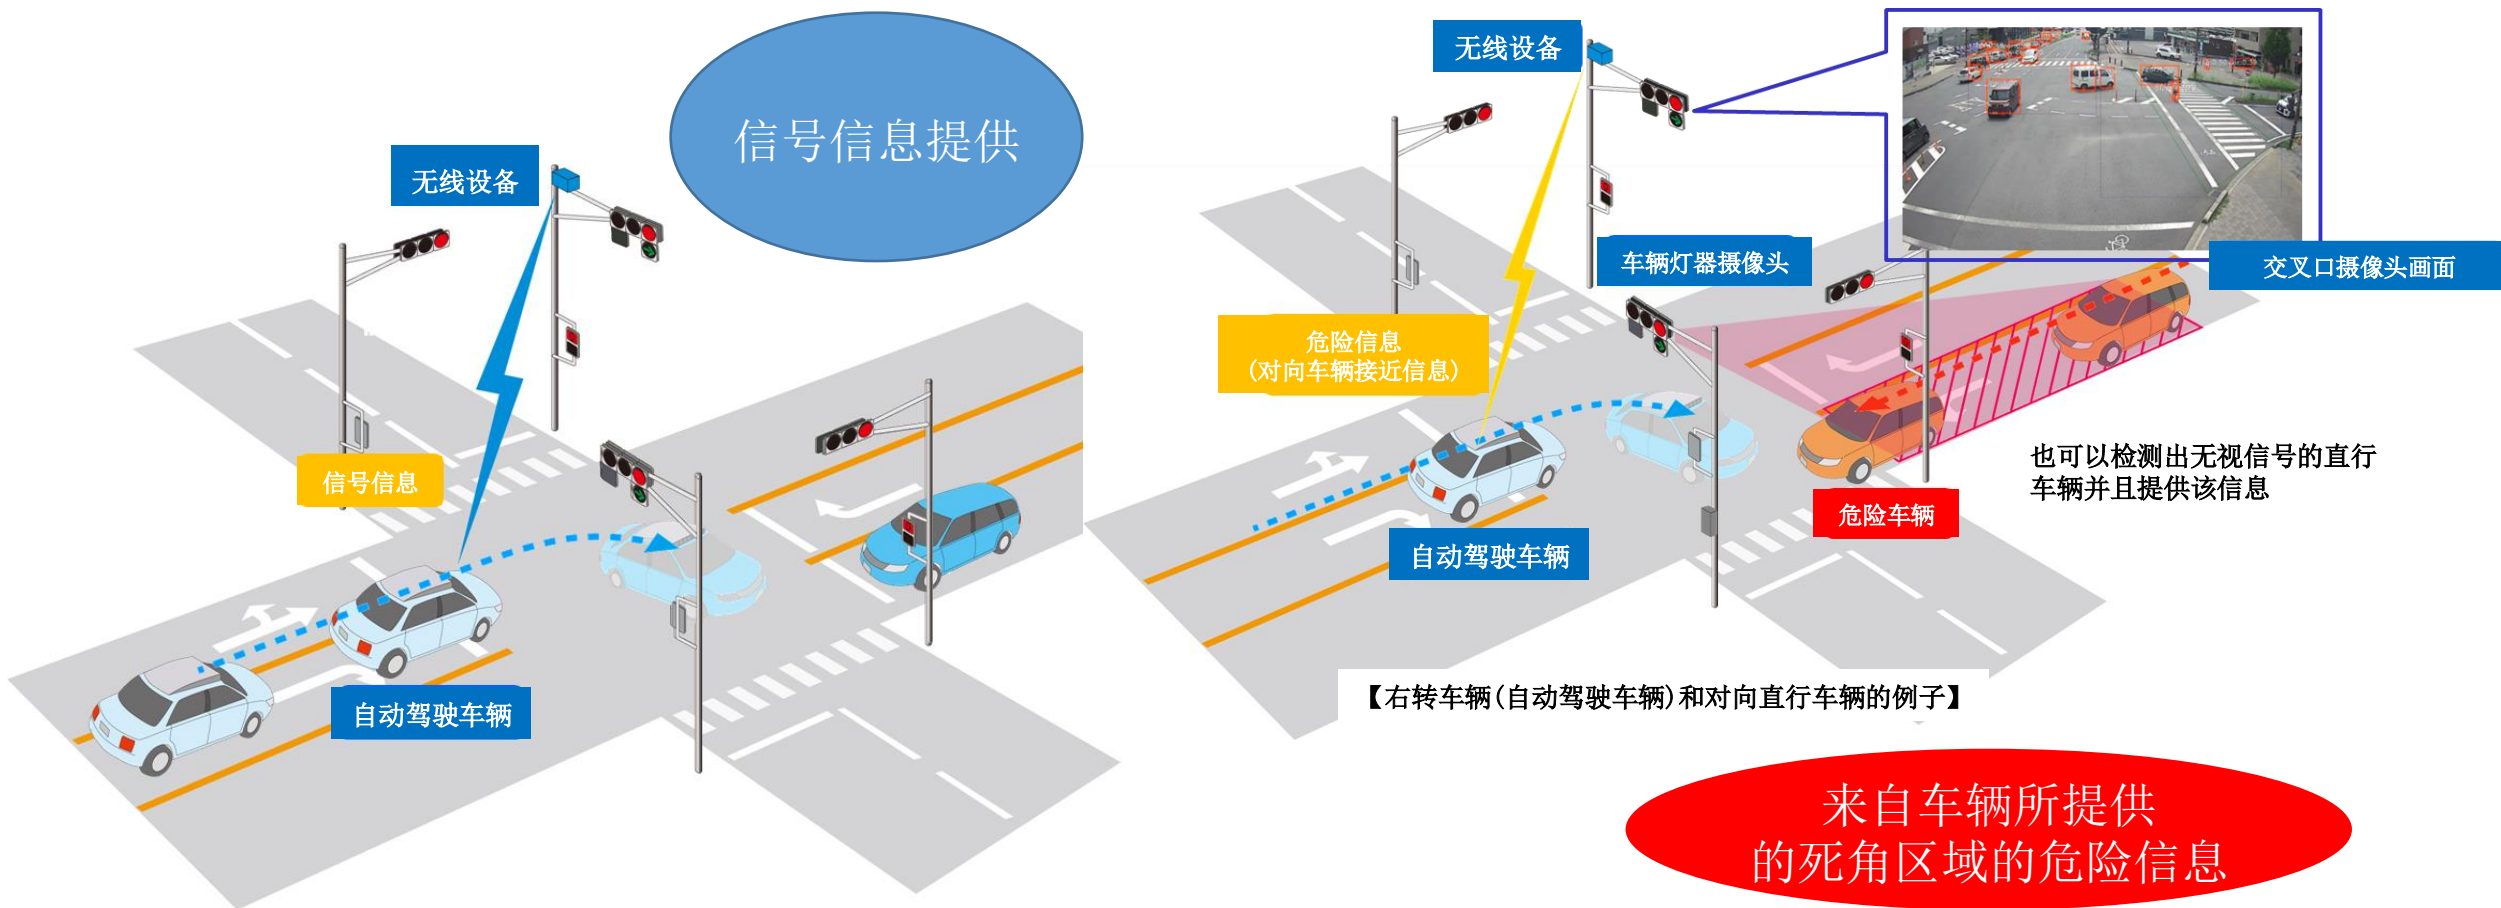 信号信息提供
无线设备
信号信息
自动驾驶车辆
无线设备
车辆灯器摄像头
交叉口摄像头画面
危险信息
(对向车辆接近信息)
也可以检测出无视信号的直行
车辆并且提供该信息
危险车辆
自动驾驶车辆
【右转车辆(自动驾驶车辆)和对向直行车辆的例子】
来自车辆所提供
的死角区域的危险信息